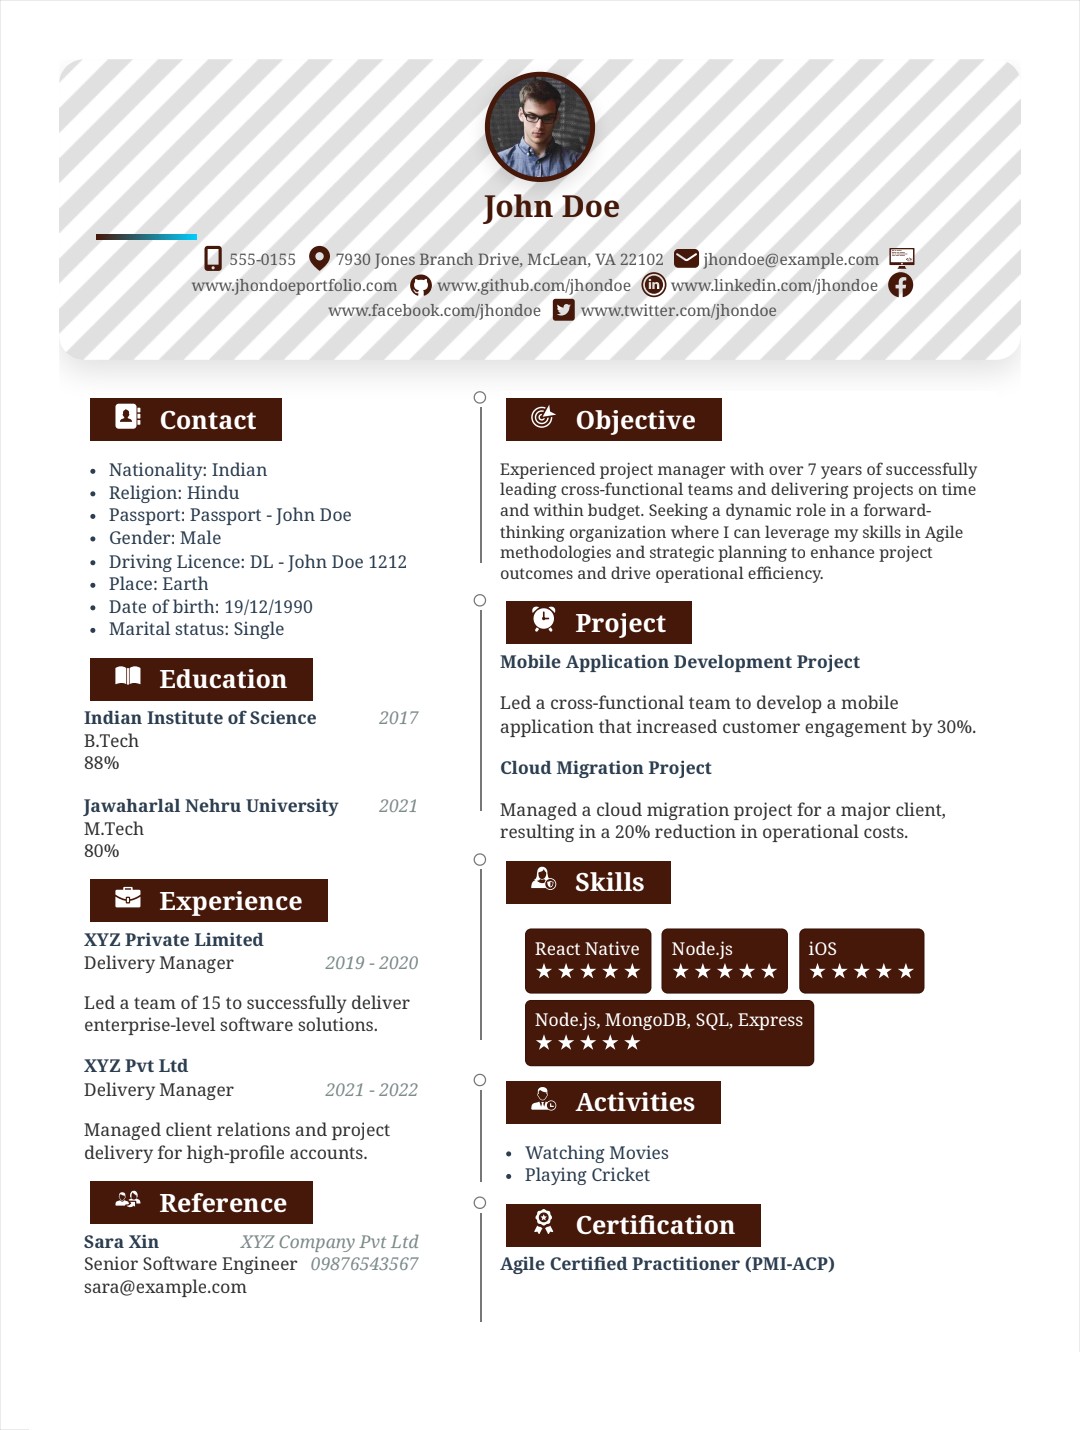 John Doe
555-0155 7930 Jones Branch Drive, McLean, VA 22102 jhondoe@example.com
www.jhondoeportfolio.com www.github.com/jhondoe www.linkedin.com/jhondoe
www.facebook.com/jhondoe www.twitter.com/jhondoe
Contact
• Nationality: Indian
• Religion: Hindu
• Passport: Passport - John Doe
• Gender: Male
• Driving Licence: DL - John Doe 1212
• Place: Earth
• Date of birth: 19/12/1990
• Marital status: Single
Education
Indian Institute of Science 2017
B.Tech
88%
Jawaharlal Nehru University 2021
M.Tech
80%
Experience
XYZ Private Limited
Delivery Manager 2019 - 2020
Led a team of 15 to successfully deliver
enterprise-level software solutions.
XYZ Pvt Ltd
Delivery Manager 2021 - 2022
Managed client relations and project
delivery for high-profile accounts.
Reference
Sara Xin XYZ Company Pvt Ltd
Senior Software Engineer 09876543567
sara@example.com
Objective
Experienced project manager with over 7 years of successfully
leading cross-functional teams and delivering projects on time
and within budget. Seeking a dynamic role in a forward-
thinking organization where I can leverage my skills in Agile
methodologies and strategic planning to enhance project
outcomes and drive operational efficiency.
Project
Mobile Application Development Project
Led a cross-functional team to develop a mobile
application that increased customer engagement by 30%.
Cloud Migration Project
Managed a cloud migration project for a major client,
resulting in a 20% reduction in operational costs.
Skills
React Native Node.js iOS
★★★★★ ★★★★★ ★★★★★
Node.js, MongoDB, SQL, Express
★★★★★
Activities
• Watching Movies
• Playing Cricket
Certification
Agile Certified Practitioner (PMI-ACP)